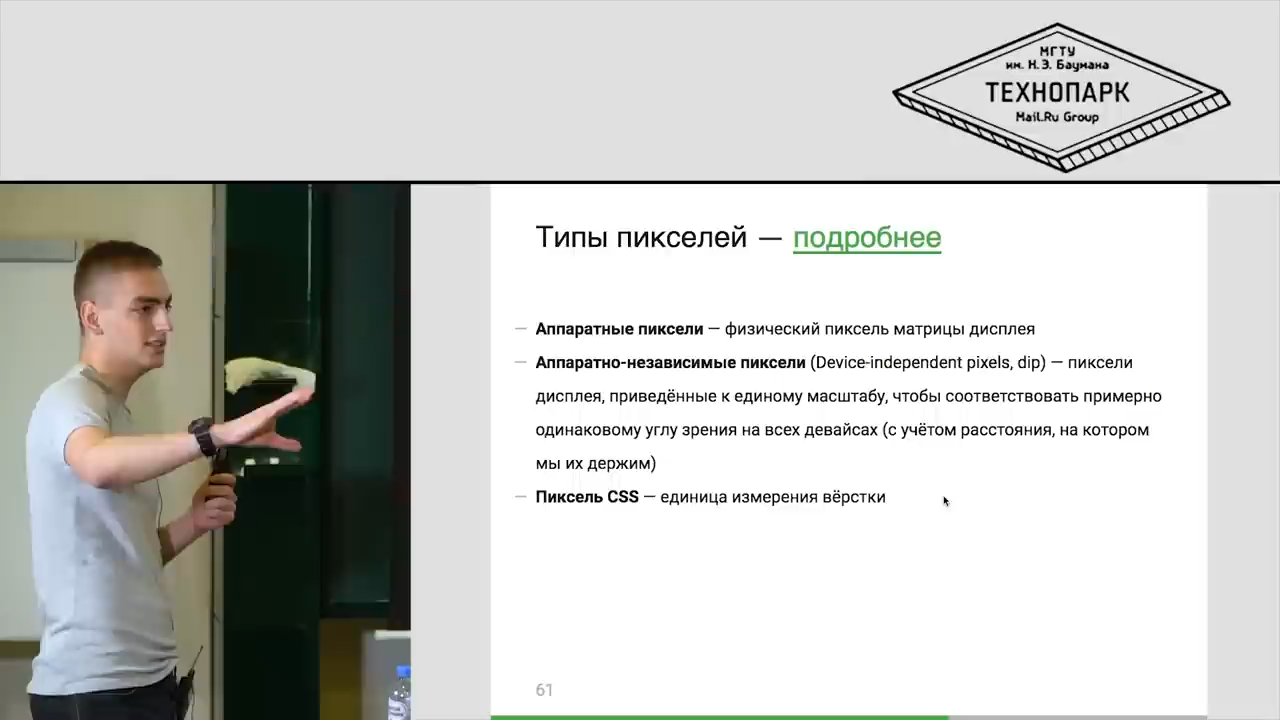 МГТУ
им. Н.Э. Баумана
ТЕХНОПАРК
Mail.Ru Group
Типы пикселей — подробнее
— Аппаратные пиксели — физический пиксель матрицы дисплея
— Аппаратно-независимые пиксели (Device-independent pixels, dip) — пиксели
дисплея, приведённые к единому масштабу, чтобы соответствовать примерно
одинаковому углу зрения на всех девайсах (с учётом расстояния, на котором
мы их держим)
— Пиксель CSS — единица измерения вёрстки
61